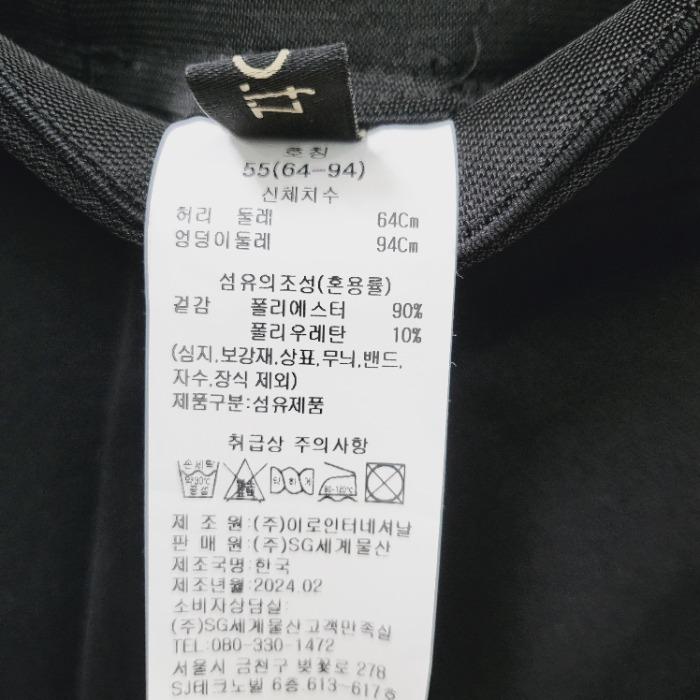 호칭
55(64-94)
신체치수
허리 둘레 64Cm
엉덩이둘레 94Cm
섬유의조성(혼용률)
겉감 폴리에스터 90%
폴리우레탄 10%
(심지,보강재,상표,무늬,밴드,
자수,장식 제외)
제품구분:섬유제품
취급상 주의사항
손세탁
약하게
제 조 원:(주)이로인터네셔날
판 매 원:(주)SG세계물산
제조국명:한국
제조년월:2024.02
소비자상담실:
(주)SG세계물산고객만족실
TEL:080-330-1472
서울시 금천구 벚꽃로 278
SJ테크노빌 6층 613-617호